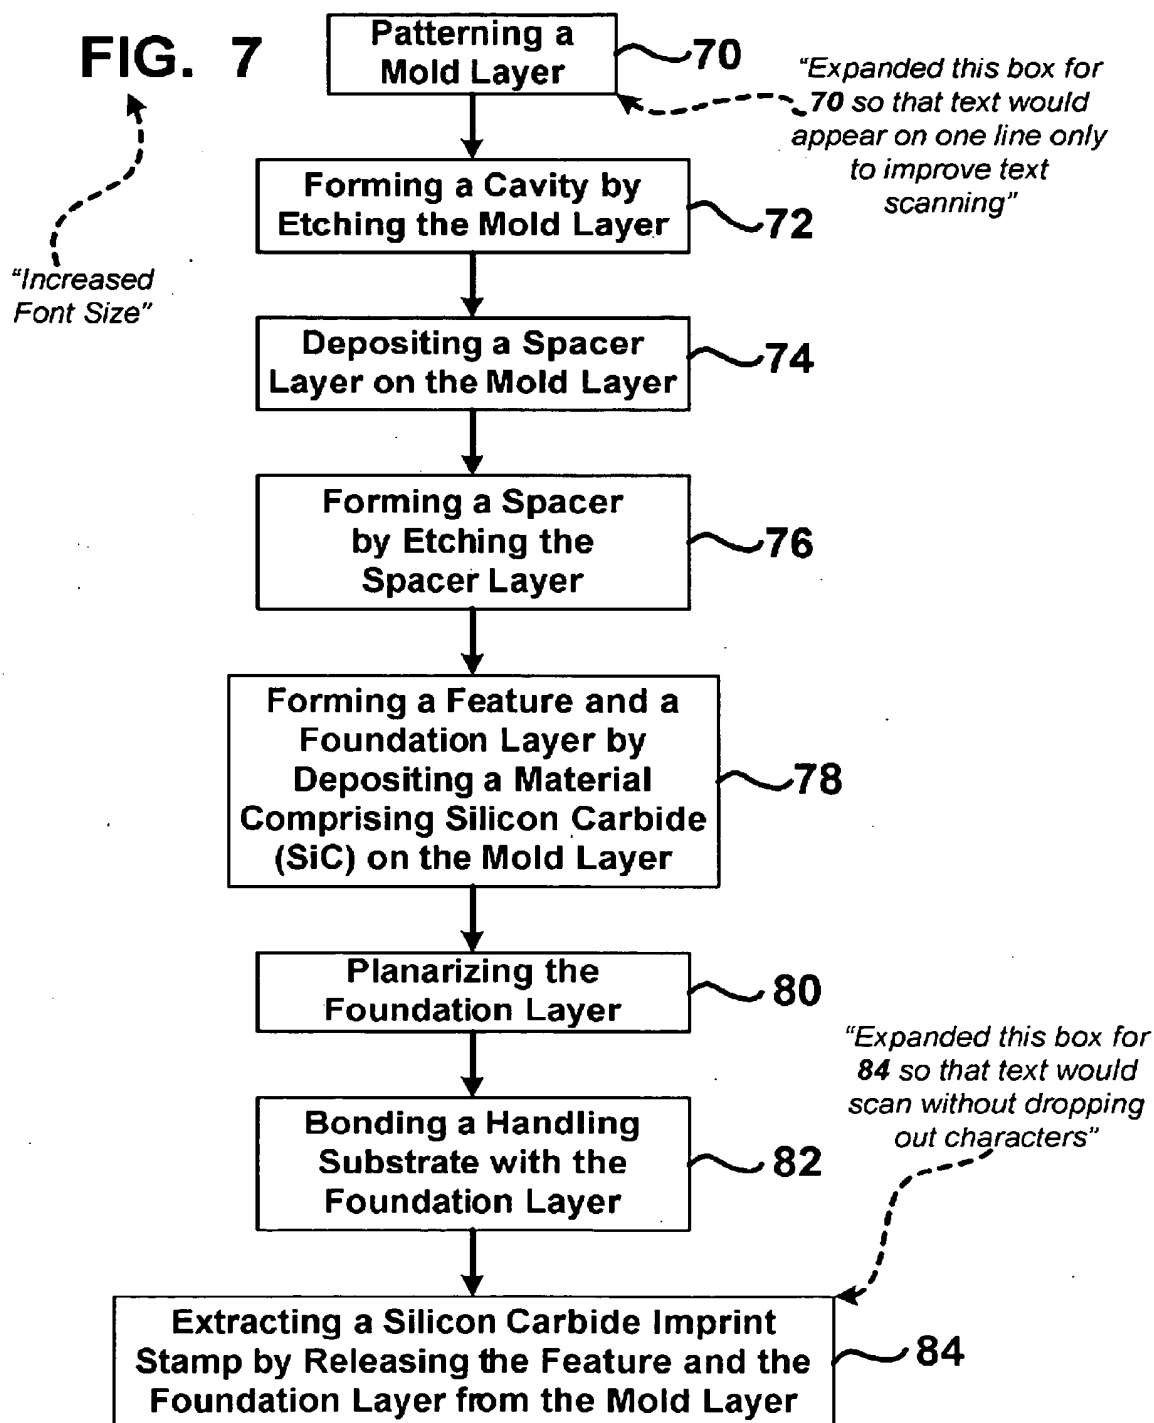 FIG. 7
Patterning a
Mold Layer
70
"Expanded this box for
70 so that text would
appear on one line only
to improve text
scanning"
Forming a Cavity by
Etching the Mold Layer
72
"Increased
Font Size"
Depositing a Spacer
Layer on the Mold Layer
74
Forming a Spacer
by Etching the
Spacer Layer
76
Forming a Feature and a
Foundation Layer by
Depositing a Material
Comprising Silicon Carbide
(SiC) on the Mold Layer
78
Planarizing the
Foundation Layer
80
"Expanded this box for
84 so that text would
scan without dropping
out characters"
Bonding a Handling
Substrate with the
Foundation Layer
82
Extracting a Silicon Carbide Imprint
Stamp by Releasing the Feature and the
Foundation Layer from the Mold Layer
84